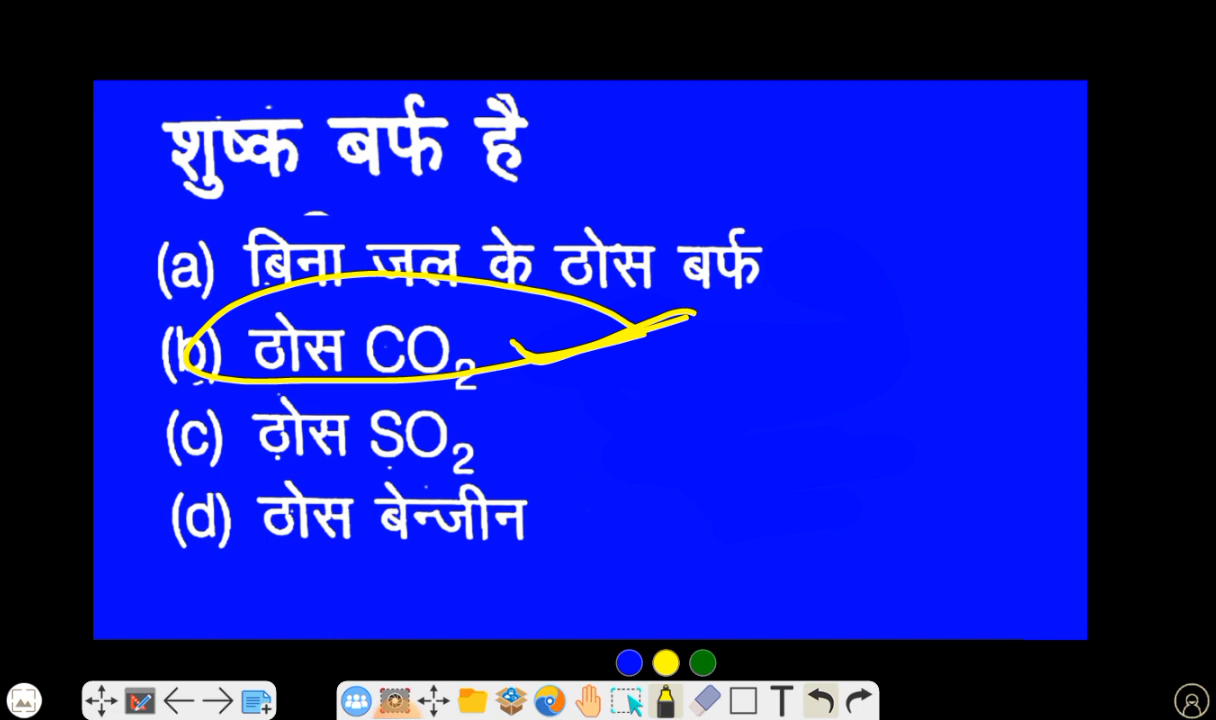 शुष्क बर्फ है
(a) बिना जल के ठोस बर्फ
(b) ठोस CO₂
(c) ठोस SO₂
(d) ठोस बेन्जीन
T